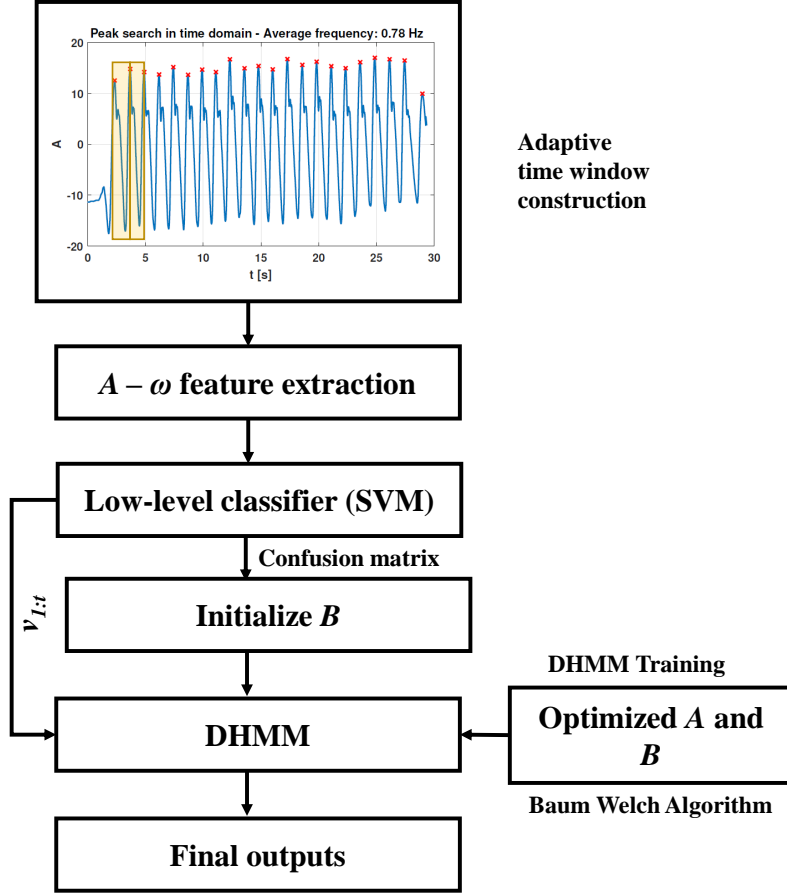 Peak search in time domain - Average frequency: 0.78 Hz
20
10
0
-10
-20
A
0
5
10
15
20
25
30
t [s]
Adaptive
time window
construction
A – ω feature extraction
Low-level classifier (SVM)
Confusion matrix
v1:t
Initialize B
DHMM Training
DHMM
Optimized A and
B
Baum Welch Algorithm
Final outputs